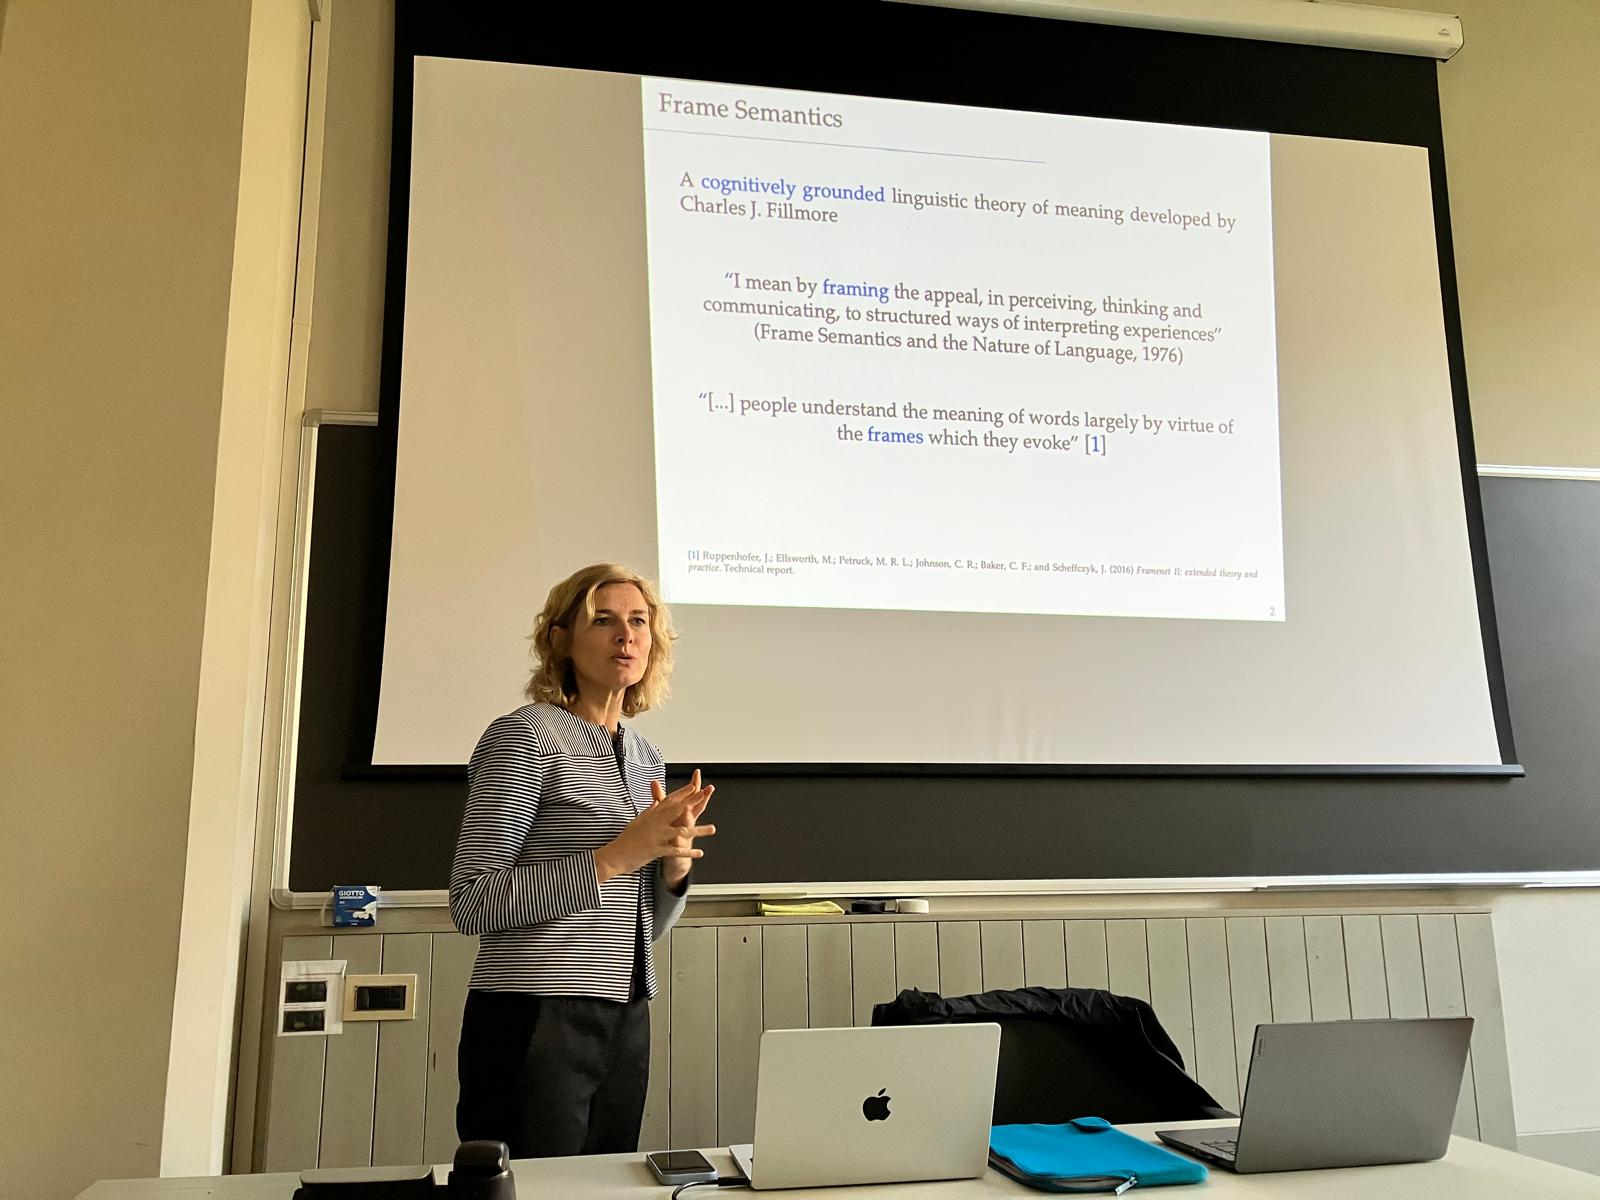 Frame Semantics
A cognitively grounded linguistic theory of meaning developed by
Charles J. Fillmore
“I mean by framing the appeal, in perceiving, thinking and
communicating, to structured ways of interpreting experiences”
(Frame Semantics and the Nature of Language, 1976)
“[...] people understand the meaning of words largely by virtue of
the frames which they evoke” [1]
[1] Ruppenhofer, J.; Ellsworth, M.; Petruck, M. R. L.; Johnson, C. R.; Baker, C. F.; and Scheffczyk, J. (2016) Framenet II: extended theory and
practice. Technical report.
2
GIOTTO